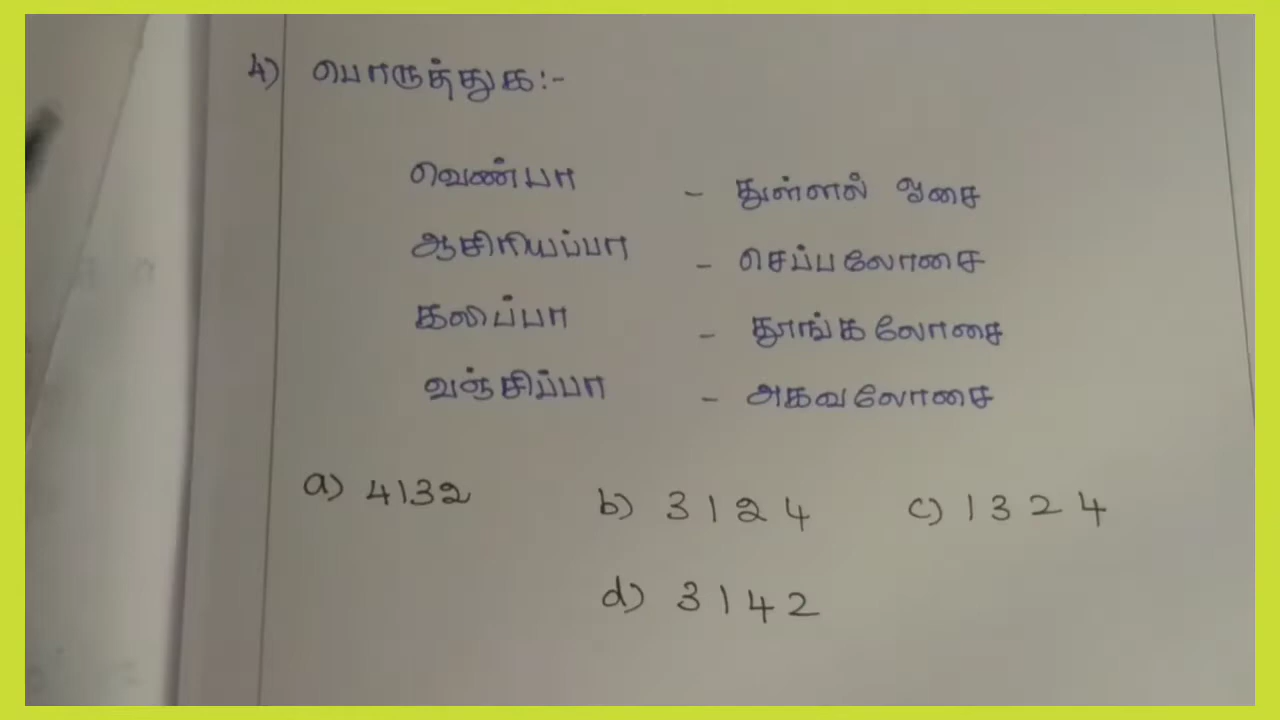 4) பொருத்துக:-
வெண்பா - துள்ளல் ஓசை
ஆசிரியப்பா - செப்பலோசை
கலிப்பா - தூங்கலோசை
வஞ்சிப்பா - அகவலோசை
a) 4132 b) 3124 c) 1324
d) 3142